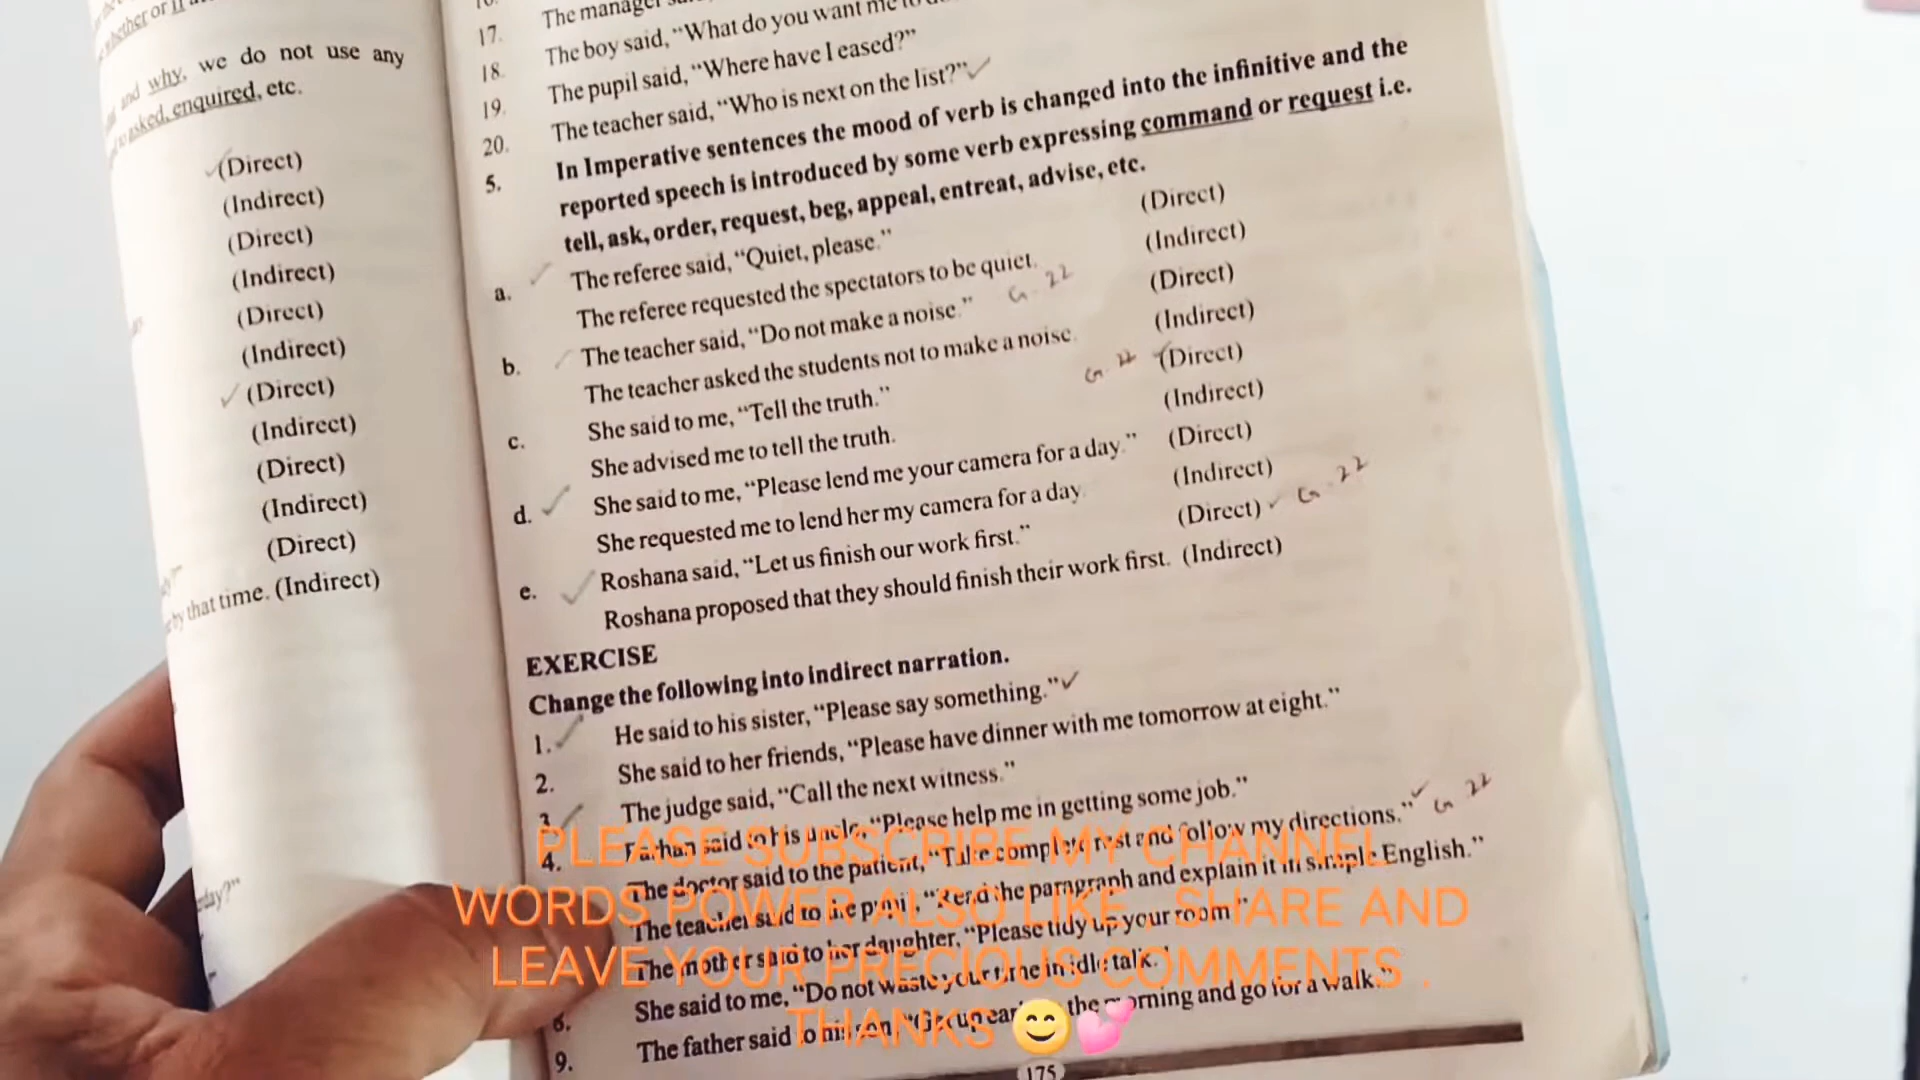 whether or if
and why, we do not use any
asked, enquired, etc.
(Direct)
(Indirect)
(Direct)
(Indirect)
(Direct)
(Indirect)
(Direct)
(Indirect)
(Direct)
(Indirect)
(Direct)
by that time. (Indirect)
17. The manager
18. The boy said, “What do you want me to
19. The pupil said, “Where have I eased?”
20. The teacher said, “Who is next on the list?”
5. In Imperative sentences the mood of verb is changed into the infinitive and the
reported speech is introduced by some verb expressing command or request i.e.
tell, ask, order, request, beg, appeal, entreat, advise, etc.
a. The referee said, “Quiet, please.” (Direct)
The referee requested the spectators to be quiet. (Indirect)
b. The teacher said, “Do not make a noise.” G. 22 (Direct)
The teacher asked the students not to make a noise. (Indirect)
c. She said to me, “Tell the truth.” G. 22 (Direct)
She advised me to tell the truth. (Indirect)
d. She said to me, “Please lend me your camera for a day.” (Direct)
She requested me to lend her my camera for a day. (Indirect)
e. Roshana said, “Let us finish our work first.” (Direct) G. 22
Roshana proposed that they should finish their work first. (Indirect)
EXERCISE
Change the following into indirect narration.
1. He said to his sister, “Please say something.”
2. She said to her friends, “Please have dinner with me tomorrow at eight.”
3. The judge said, “Call the next witness.”
4. Farhan said to his uncle, “Please help me in getting some job.”
The doctor said to the patient, “Take complete rest and follow my directions.” G. 22
The teacher said to the pupil, “Read the paragraph and explain it in simple English.”
The mother said to her daughter, “Please tidy up your room.”
8. She said to me, “Do not waste your time in idle talk.”
9. The father said to his son, “Get up early in the morning and go for a walk.”
175
PLEASE SUBSCRIBE MY CHANNEL
WORDS POWER ALSO LIKE , SHARE AND
LEAVE YOUR PRECIOUS COMMENTS .
THANKS 😊💕